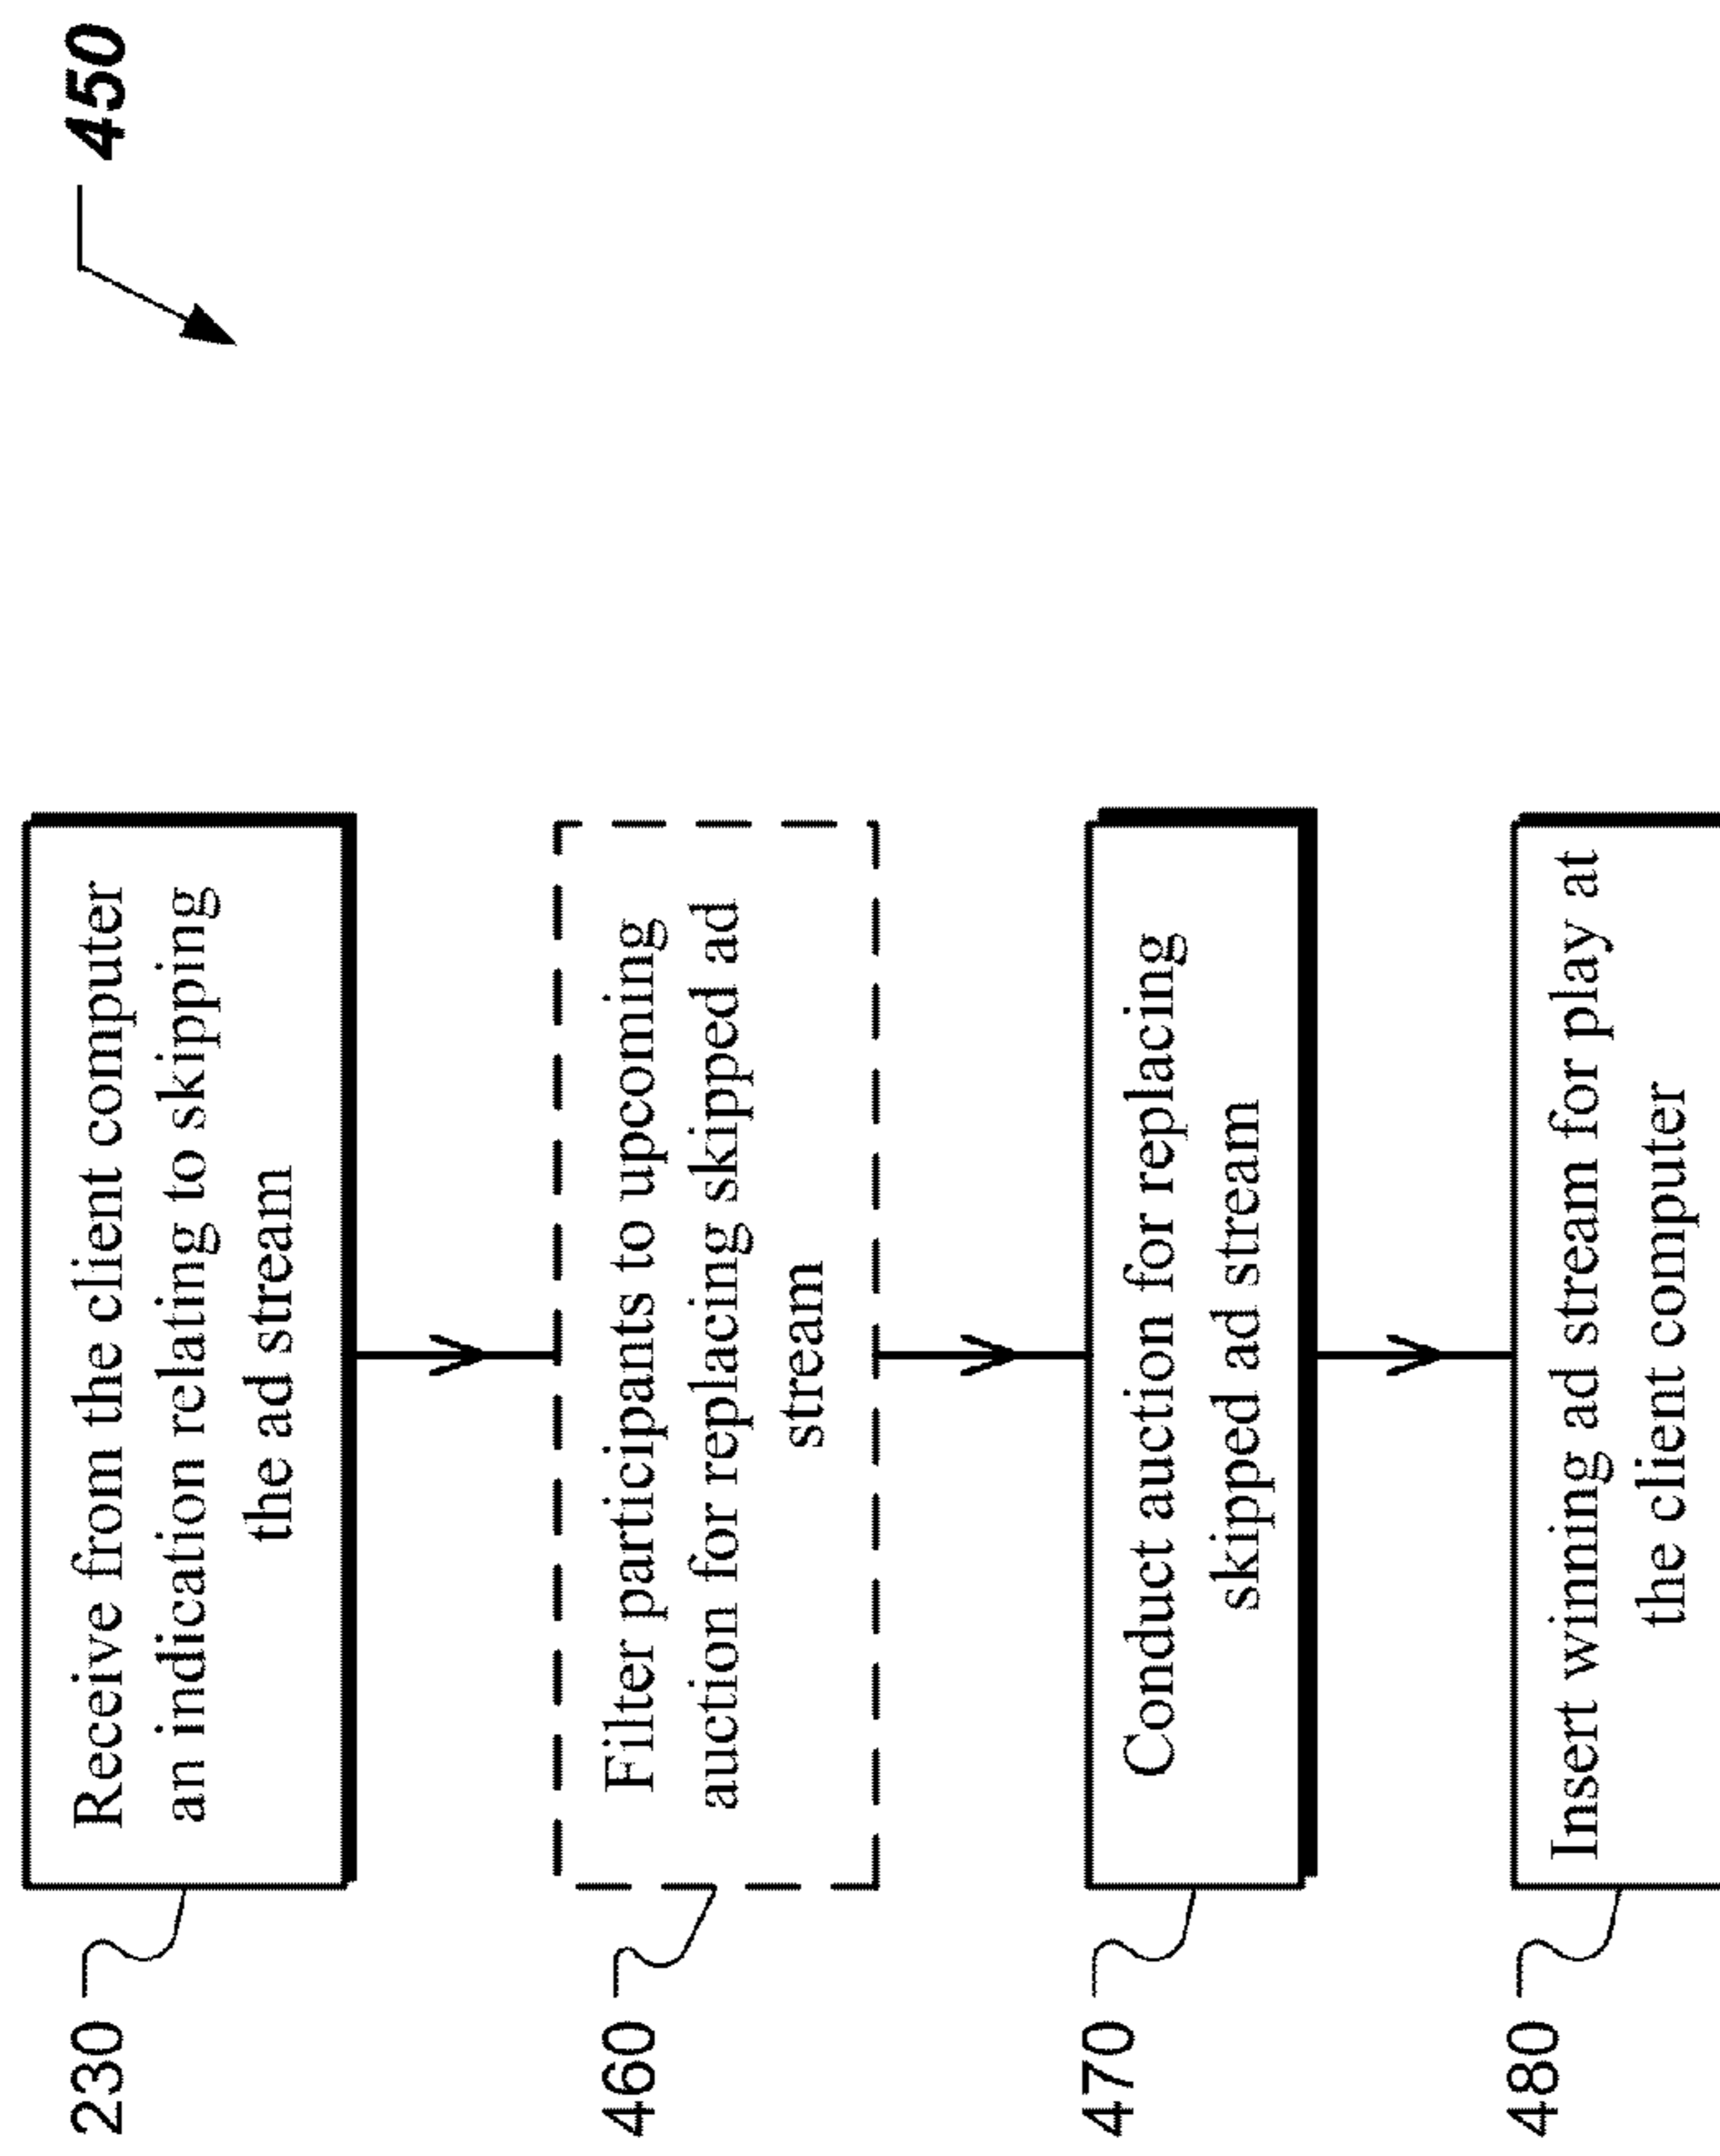 450
230
Receive from the client computer
an indication relating to skipping
the ad stream
460
Filter participants to upcoming
auction for replacing skipped ad
stream
470
Conduct auction for replacing
skipped ad stream
480
Insert winning ad stream for play at
the client computer